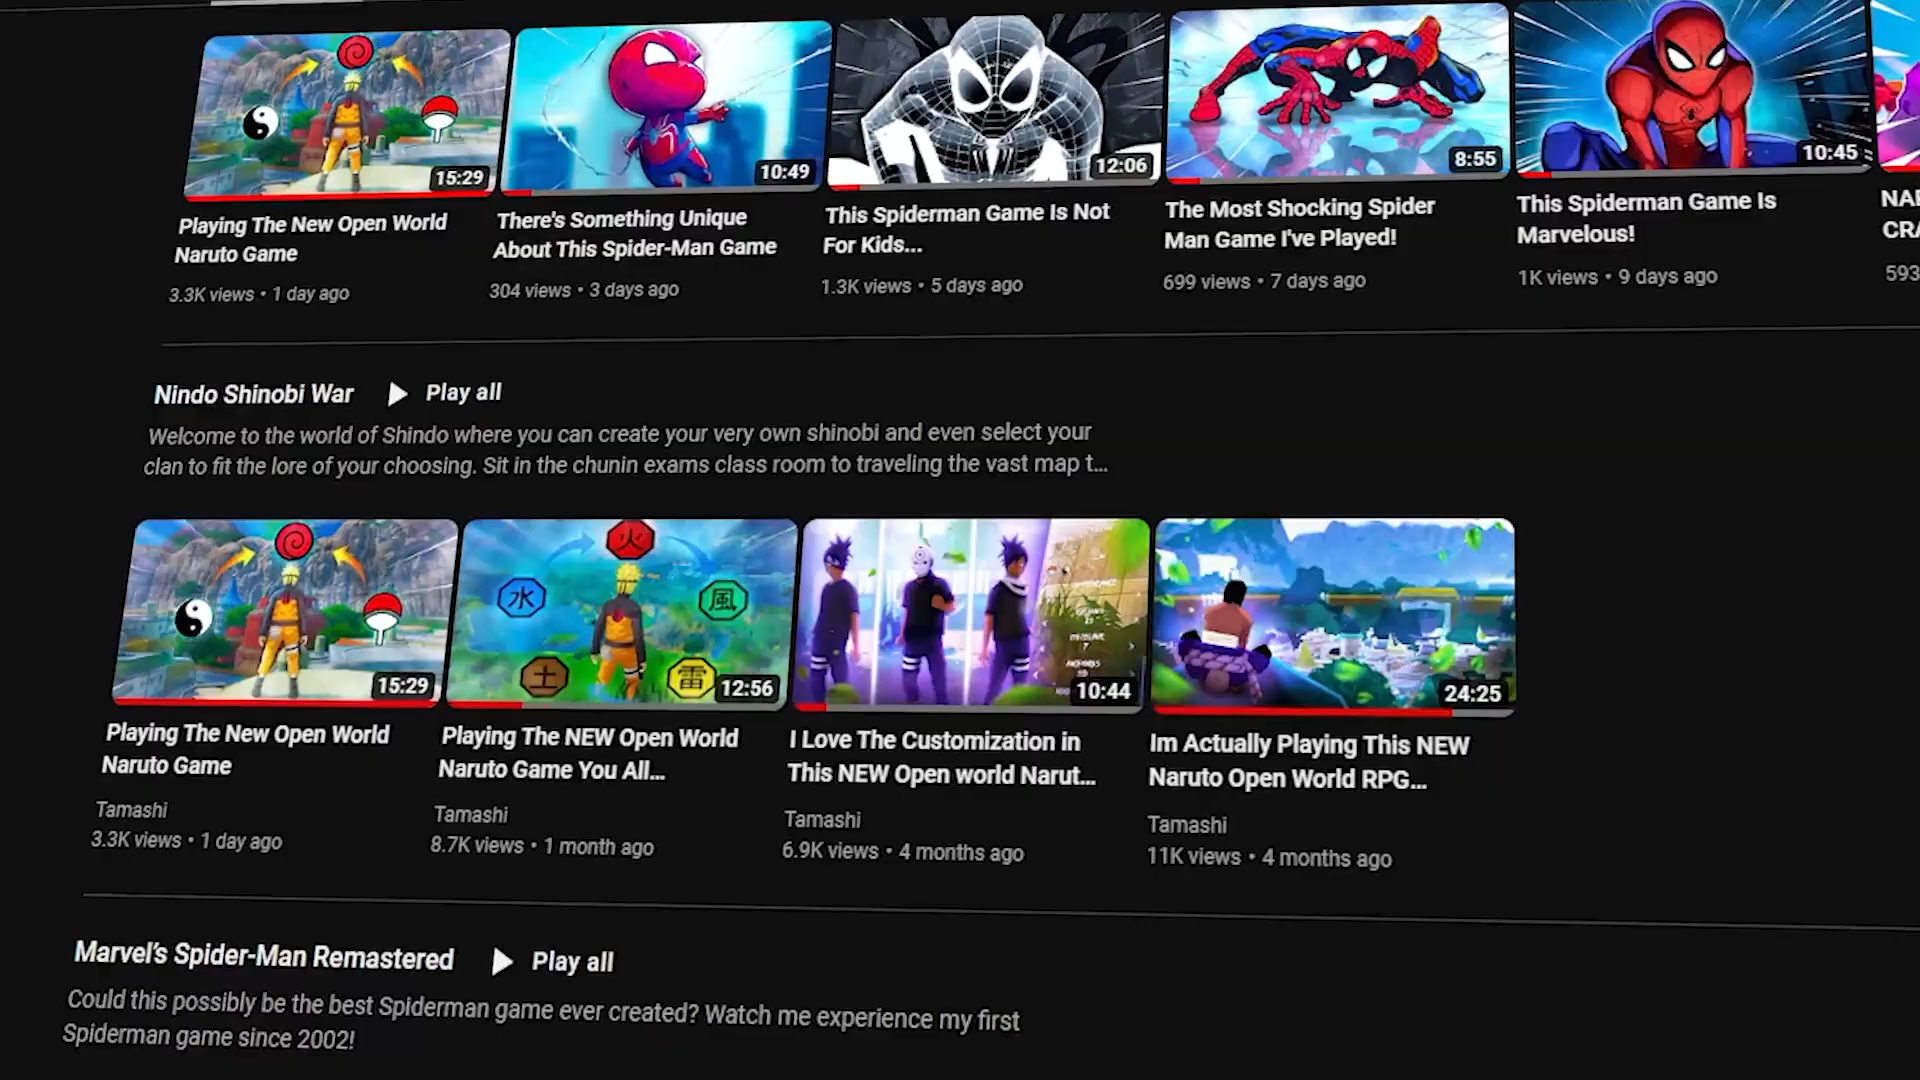 15:29
10:49
12:06
8:55
10:45
Playing The New Open World
Naruto Game
3.3K views • 1 day ago
There's Something Unique
About This Spider-Man Game
304 views • 3 days ago
This Spiderman Game Is Not
For Kids...
1.3K views • 5 days ago
The Most Shocking Spider
Man Game I've Played!
699 views • 7 days ago
This Spiderman Game Is
Marvelous!
1K views • 9 days ago
593
Nindo Shinobi War
Play all
Welcome to the world of Shindo where you can create your very own shinobi and even select your
clan to fit the lore of your choosing. Sit in the chunin exams class room to traveling the vast map t...
15:29
火
水
風
土
雷
12:56
10:44
24:25
Playing The New Open World
Naruto Game
Tamashi
3.3K views • 1 day ago
Playing The NEW Open World
Naruto Game You All...
Tamashi
8.7K views • 1 month ago
I Love The Customization in
This NEW Open world Narut...
Tamashi
6.9K views • 4 months ago
Im Actually Playing This NEW
Naruto Open World RPG...
Tamashi
11K views • 4 months ago
Marvel's Spider-Man Remastered
Play all
Could this possibly be the best Spiderman game ever created? Watch me experience my first
Spiderman game since 2002!